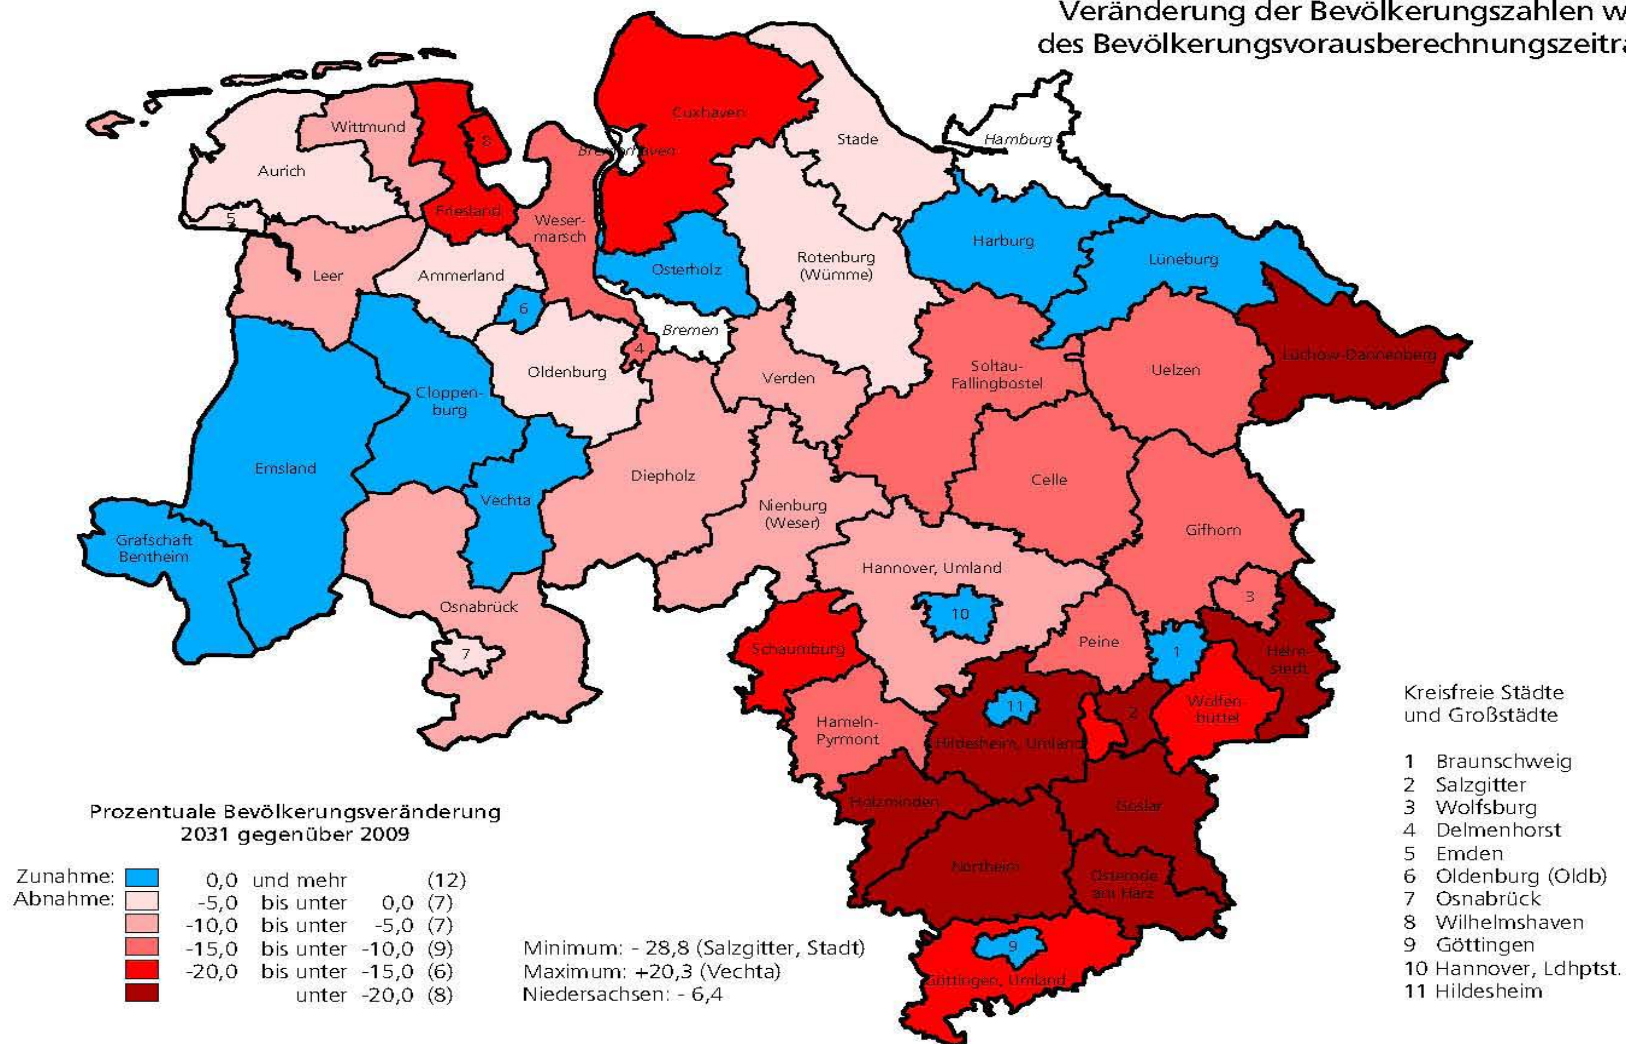 Veränderung der Bevölkerungszahlen w
des Bevölkerungsvorausberechnungszeitra
Cuxhaven
Wittmund
8
Stade
Hamburg
Bremerhaven
Aurich
5
Friesland
Weser-
marsch
Harburg
Rotenburg
(Wümme)
Lüneburg
Leer
Ammerland
Osterholz
6
Bremen
4
Lüchow-Dannenberg
Oldenburg
Verden
Soltau-
Fallingbostel
Uelzen
Cloppen-
burg
Emsland
Diepholz
Celle
Vechta
Nienburg
(Weser)
Gifhorn
Grafschaft
Bentheim
Hannover, Umland
3
Osnabrück
10
7
Schaumburg
Peine
1
Helm-
stedt
Hameln-
Pyrmont
11
2
Wolfen-
büttel
Hildesheim, Umland
Holzminden
Goslar
Northeim
Osterode
am Harz
9
Göttingen, Umland
Kreisfreie Städte
und Großstädte
1 Braunschweig
2 Salzgitter
3 Wolfsburg
4 Delmenhorst
5 Emden
6 Oldenburg (Oldb)
7 Osnabrück
8 Wilhelmshaven
9 Göttingen
10 Hannover, Ldhptst.
11 Hildesheim
Prozentuale Bevölkerungsveränderung
2031 gegenüber 2009
Zunahme: 0,0 und mehr (12)
Abnahme: -5,0 bis unter 0,0 (7)
-10,0 bis unter -5,0 (7)
-15,0 bis unter -10,0 (9)
-20,0 bis unter -15,0 (6)
unter -20,0 (8)
Minimum: - 28,8 (Salzgitter, Stadt)
Maximum: +20,3 (Vechta)
Niedersachsen: - 6,4